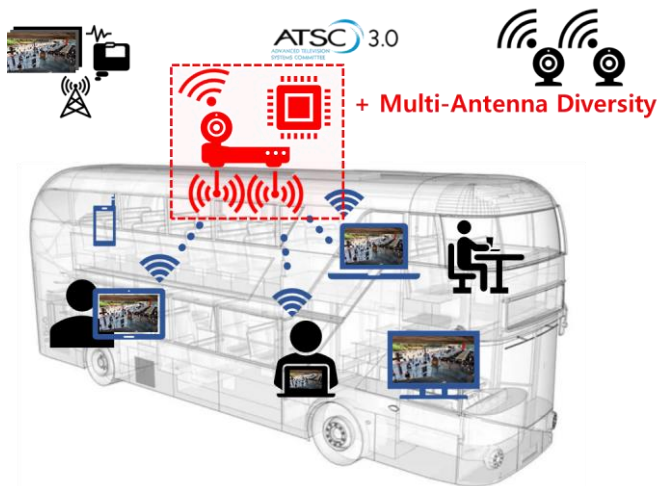 ATSC 3.0
ADVANCED TELEVISION
SYSTEMS COMMITTEE
+ Multi-Antenna Diversity